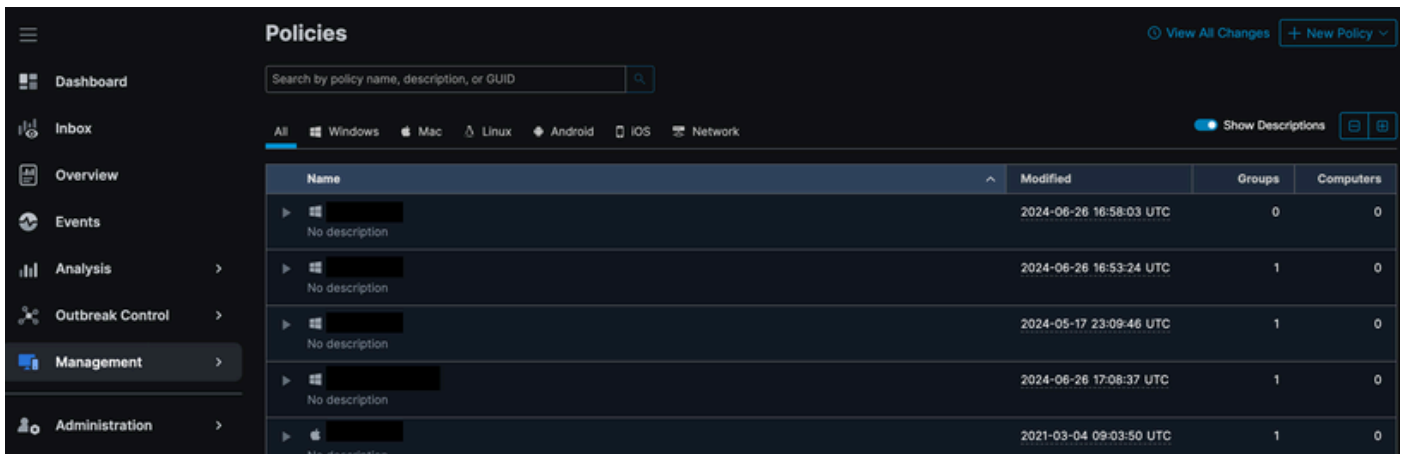 Policies
View All Changes
New Policy
Search by policy name, description, or GUID
Dashboard
Inbox
Overview
Events
Analysis
Outbreak Control
Management
Administration
All Windows Mac Linux Android iOS Network
Show Descriptions
Name Modified Groups Computers
2024-06-26 16:58:03 UTC 0 0
No description
2024-06-26 16:53:24 UTC 1 0
No description
2024-05-17 23:09:46 UTC 1 0
No description
2024-06-26 17:08:37 UTC 1 0
No description
2021-03-04 09:03:50 UTC 1 0